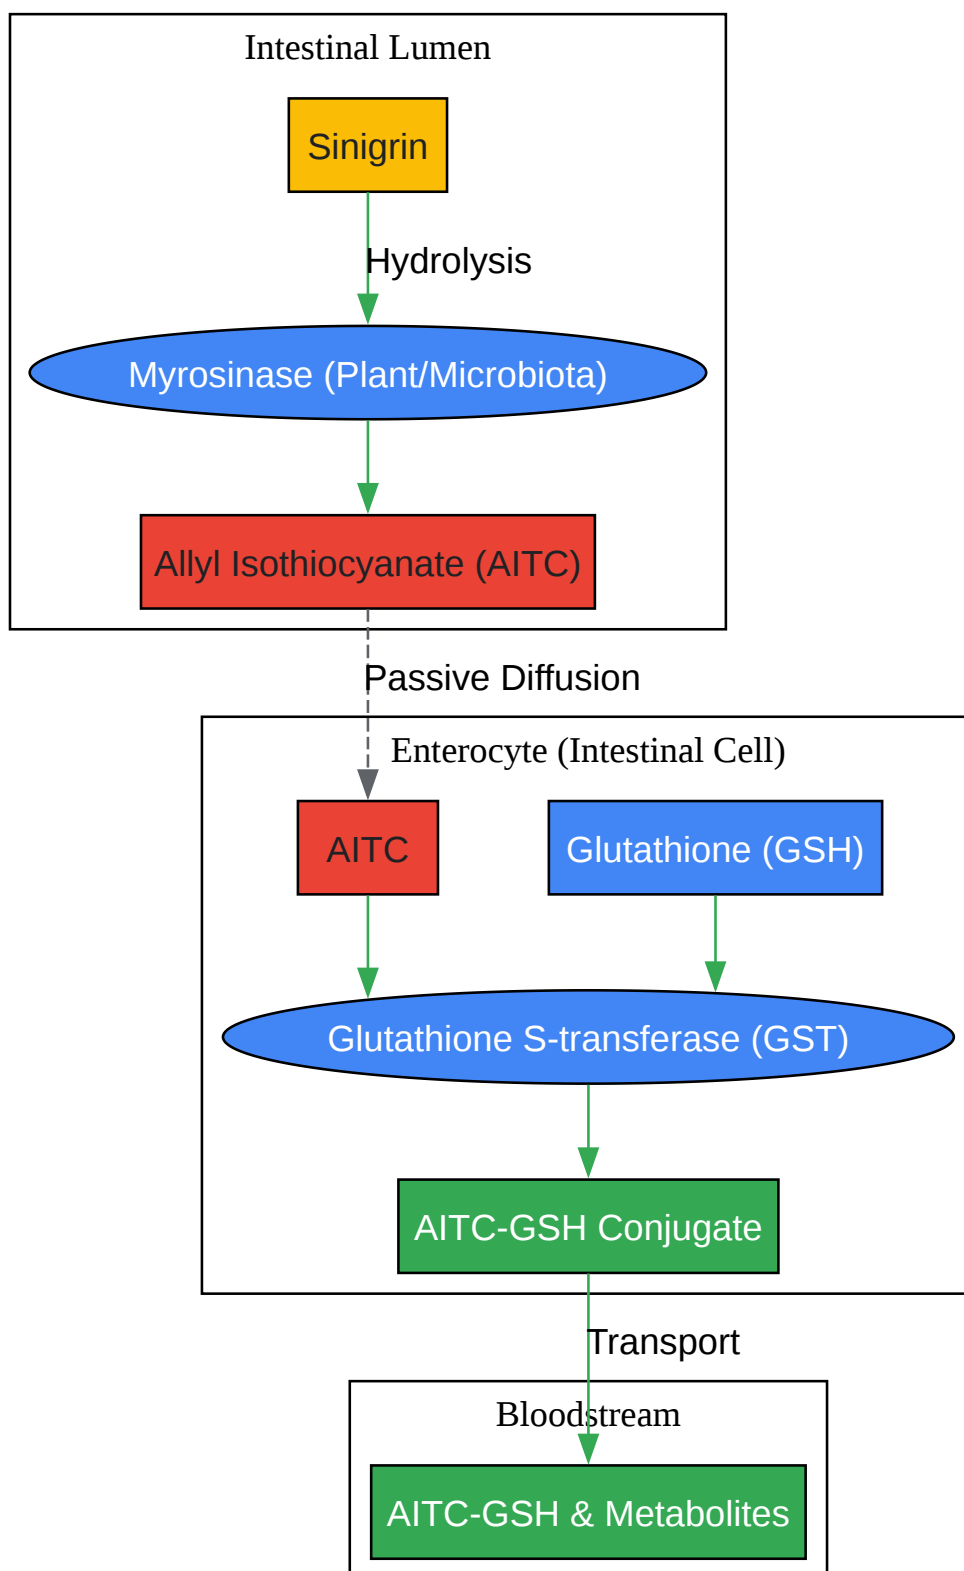 Intestinal Lumen
Sinigrin
Hydrolysis
Myrosinase (Plant/Microbiota)
Allyl Isothiocyanate (AITC)
Passive Diffusion
Enterocyte (Intestinal Cell)
AITC
Glutathione (GSH)
Glutathione S-transferase (GST)
AITC-GSH Conjugate
Transport
Bloodstream
AITC-GSH & Metabolites